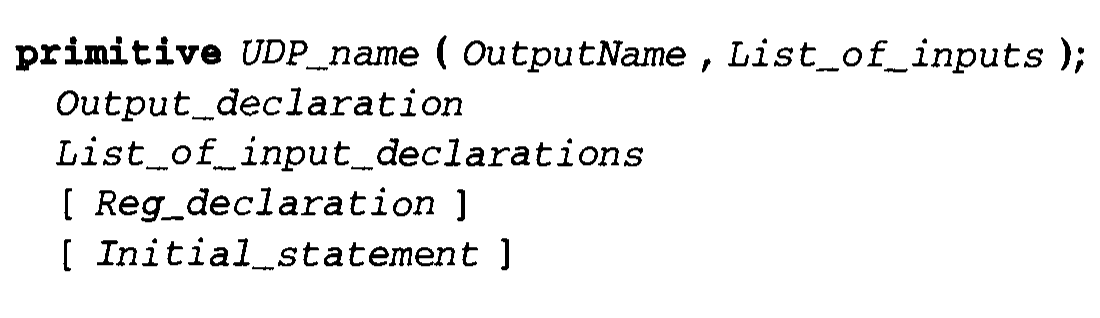 primitive UDP_name ( OutputName , List_of_inputs );
Output_declaration
List_of_input_declarations
[ Reg_declaration ]
[ Initial_statement ]